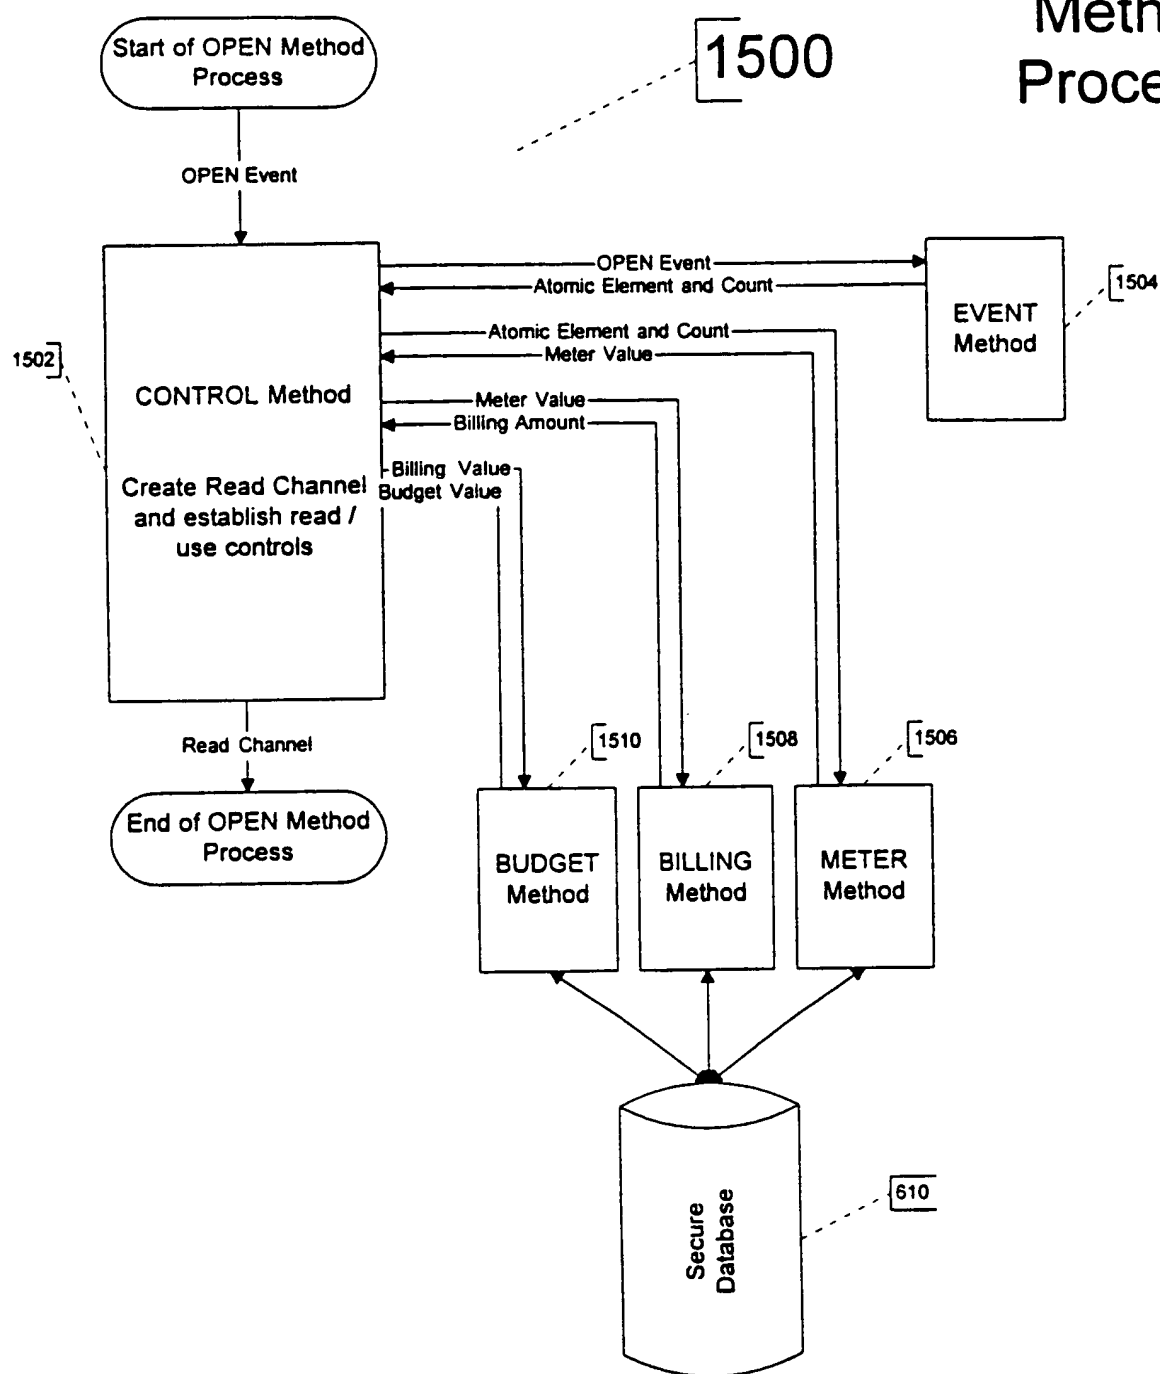 Start of OPEN Method
Process
1500
OPEN Event
OPEN Event
Atomic Element and Count
1504
EVENT
Method
Atomic Element and Count
Meter Value
1502
CONTROL Method
Meter Value
Billing Amount
Billing Value
Budget Value
Create Read Channel
and establish read /
use controls
Read Channel
1510
1508
1506
End of OPEN Method
Process
BUDGET
Method
BILLING
Method
METER
Method
610
Secure
Database